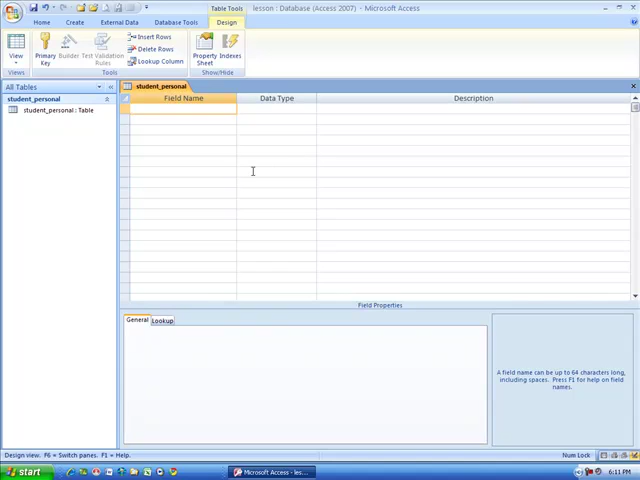 Table Tools
lesson : Database (Access 2007) - Microsoft Access
Home Create External Data Database Tools Design
View
Primary Key
Builder
Test Validation Rules
Insert Rows
Delete Rows
Lookup Column
Property Sheet
Indexes
Views Tools Show/Hide
All Tables
student_personal
student_personal : Table
student_personal
Field Name Data Type Description
Field Properties
General Lookup
A field name can be up to 64 characters long,
including spaces. Press F1 for help on field
names.
Design view. F6 = Switch panes. F1 = Help.
Num Lock
start
Microsoft Access - les...
6:11 PM